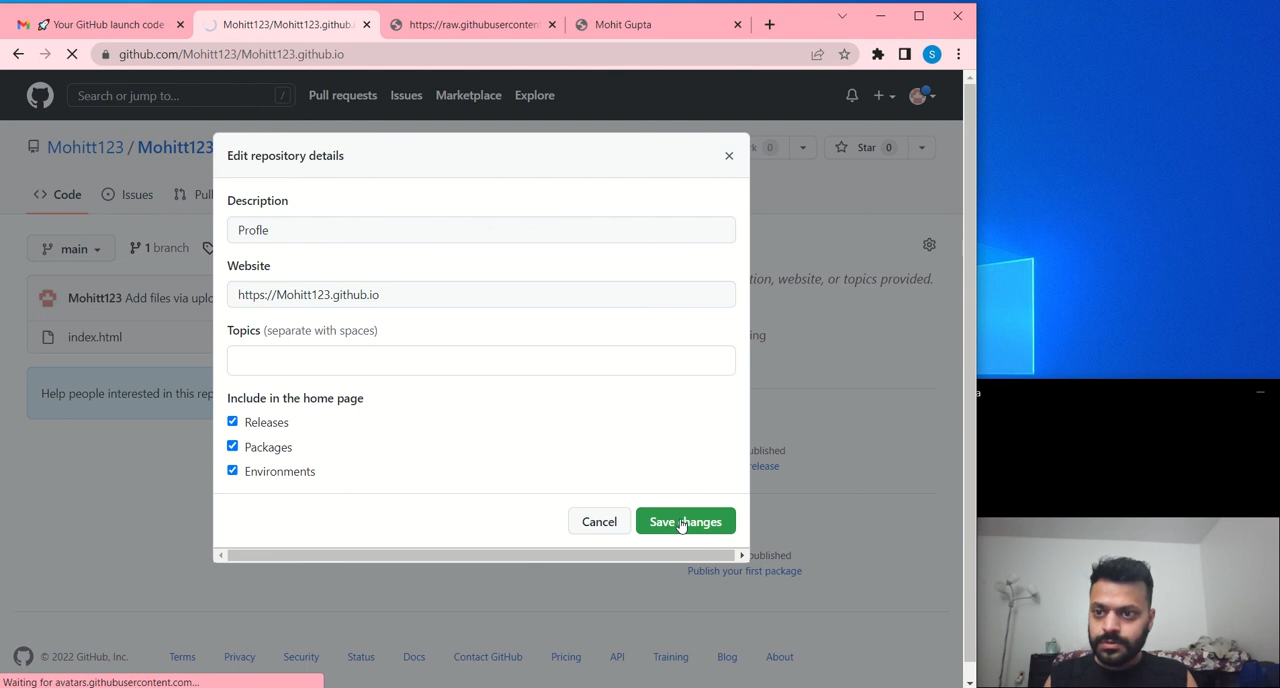 🚀 Your GitHub launch code
Mohitt123/Mohitt123.github.
https://raw.githubusercontent
Mohit Gupta
github.com/Mohitt123/Mohitt123.github.io
S
Search or jump to...
/
Pull requests
Issues
Marketplace
Explore
Mohitt123 / Mohitt123
0
Star 0
Code
Issues
Pull
main
1 branch
Mohitt123 Add files via uplo
index.html
Help people interested in this rep
tion, website, or topics provided.
Edit repository details
Description
Profle
Website
https://Mohitt123.github.io
Topics (separate with spaces)
Include in the home page
Releases
Packages
Environments
Cancel
Save changes
Publish your first package
© 2022 GitHub, Inc.
Terms
Privacy
Security
Status
Docs
Contact GitHub
Pricing
API
Training
Blog
About
Waiting for avatars.githubusercontent.com...